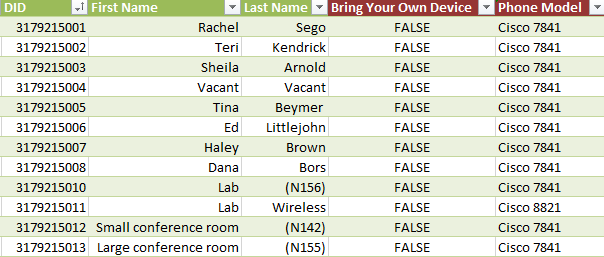 DID First Name Last Name Bring Your Own Device Phone Model
3179215001 Rachel Sego FALSE Cisco 7841
3179215002 Teri Kendrick FALSE Cisco 7841
3179215003 Sheila Arnold FALSE Cisco 7841
3179215004 Vacant Vacant FALSE Cisco 7841
3179215005 Tina Beymer FALSE Cisco 7841
3179215006 Ed Littlejohn FALSE Cisco 7841
3179215007 Haley Brown FALSE Cisco 7841
3179215008 Dana Bors FALSE Cisco 7841
3179215010 Lab (N156) FALSE Cisco 7841
3179215011 Lab Wireless FALSE Cisco 8821
3179215012 Small conference room (N142) FALSE Cisco 7841
3179215013 Large conference room (N155) FALSE Cisco 7841